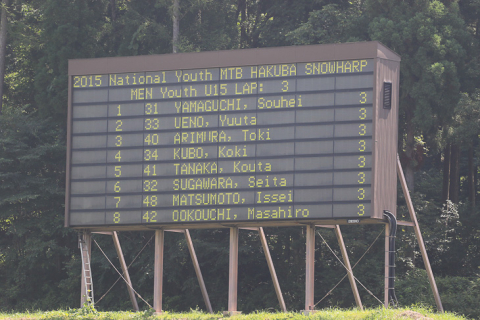 2015 National Youth MTB HAKUBA SNOWHARP
MEN Youth U15 LAP: 3
1 31 YAMAGUCHI, Souhei 3
2 33 UENO, Yuuta 3
3 40 ARIMURA, Toki 3
4 34 KUBO, Koki 3
5 41 TANAKA, Kouta 3
6 32 SUGAWARA, Seita 3
7 48 MATSUMOTO, Issei 3
8 42 OOKOUCHI, Masahiro 3